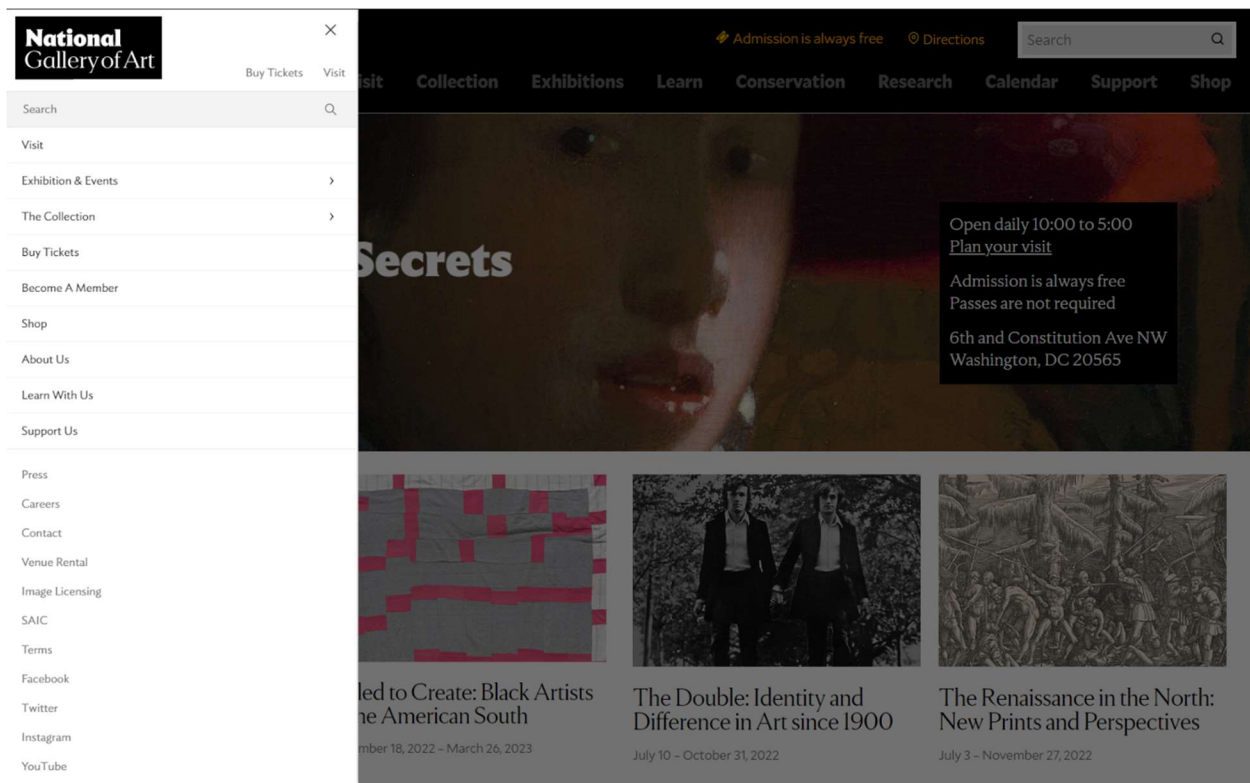 National
Gallery of Art
Buy Tickets Visit
Search
Visit
Exhibition & Events
The Collection
Buy Tickets
Become A Member
Shop
About Us
Learn With Us
Support Us
Press
Careers
Contact
Venue Rental
Image Licensing
SAIC
Terms
Facebook
Twitter
Instagram
YouTube
Admission is always free Directions Search
isit Collection Exhibitions Learn Conservation Research Calendar Support Shop
Secrets
Open daily 10:00 to 5:00
Plan your visit
Admission is always free
Passes are not required
6th and Constitution Ave NW
Washington, DC 20565
led to Create: Black Artists
he American South
mber 18, 2022 – March 26, 2023
The Double: Identity and
Difference in Art since 1900
July 10 – October 31, 2022
The Renaissance in the North:
New Prints and Perspectives
July 3 – November 27, 2022